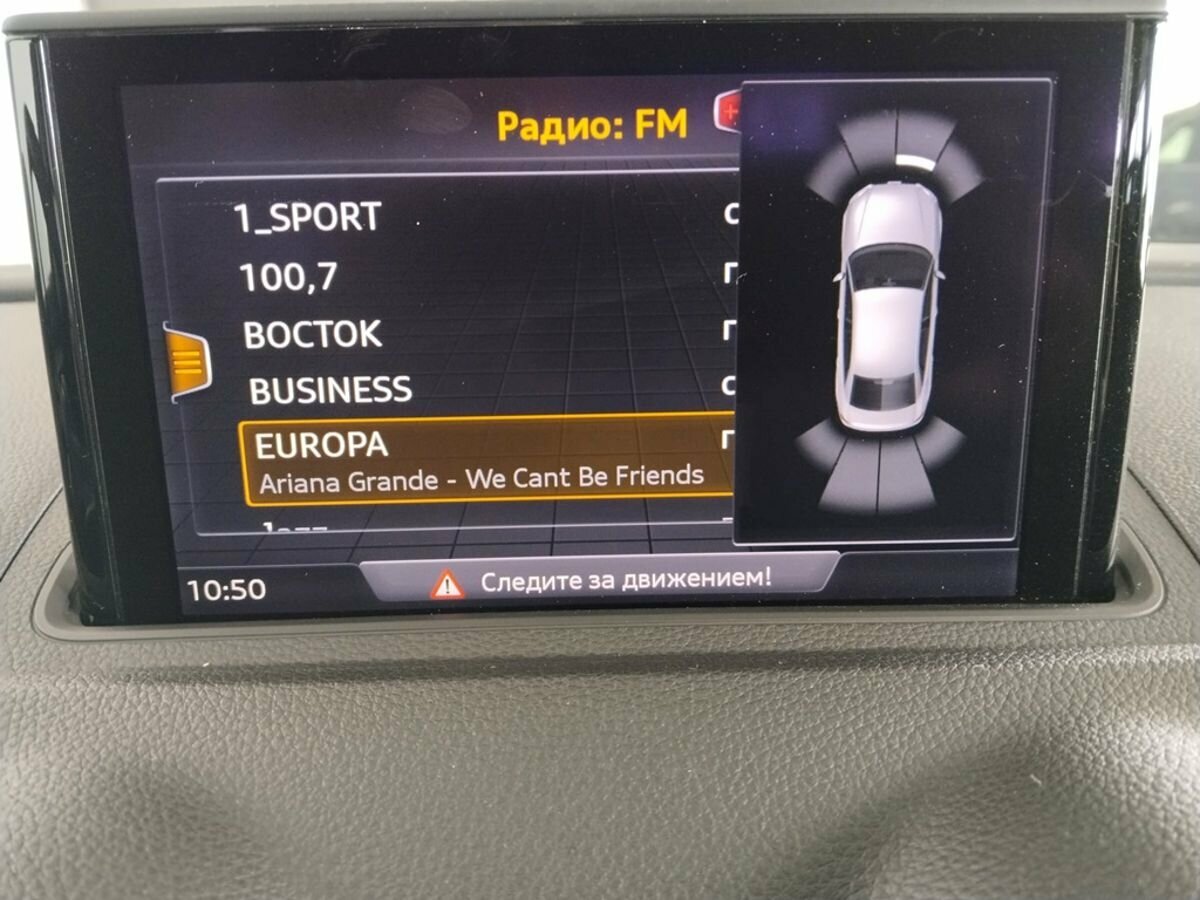 Радио: FM
1_SPORT
100,7
ВОСТОК
BUSINESS
EUROPA
Ariana Grande - We Cant Be Friends
10:50
Следите за движением!